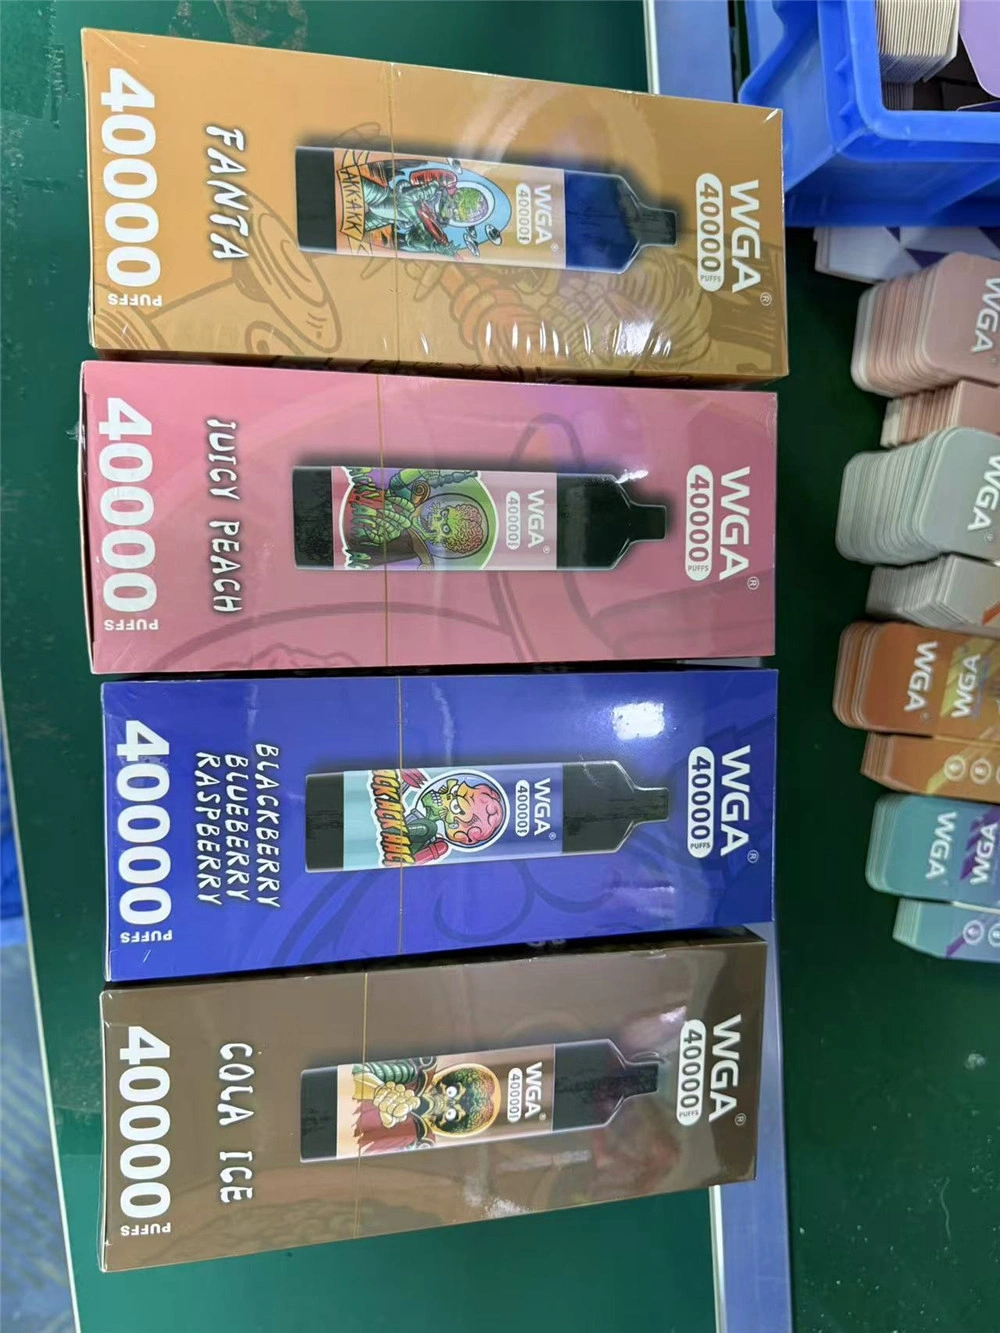 WGA®
40000 PUFFS
WGA®
40000
FANTA
40000
PUFFS
WGA®
40000 PUFFS
WGA®
40000
JUICY PEACH
40000
PUFFS
WGA®
40000 PUFFS
WGA®
40000
BLACKBERRY
BLUEBERRY
RASPBERRY
40000
PUFFS
WGA®
40000 PUFFS
WGA®
40000
COLA ICE
40000
PUFFS
WGA
WGA
WGA
WGA
WGA
WGA